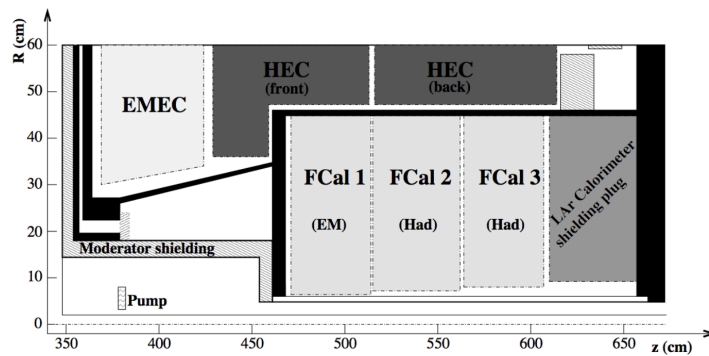 R (cm)
60
50
40
30
20
10
0
EMEC
HEC
(front)
HEC
(back)
FCal 1
(EM)
FCal 2
(Had)
FCal 3
(Had)
LAr Calorimeter
shielding plug
Moderator shielding
Pump
350
400
450
500
550
600
650
z (cm)